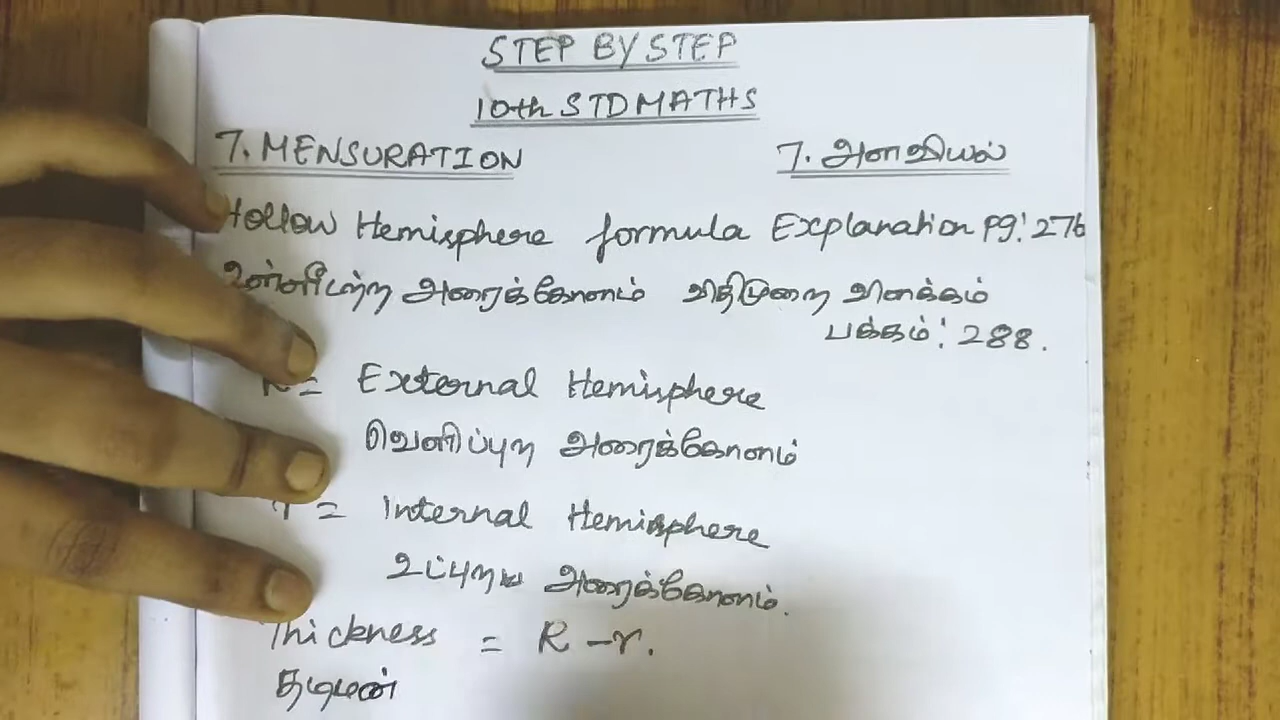 STEP BY STEP
10th STD MATHS
7. MENSURATION
7. அளவியல்
Hollow Hemisphere formula Explanation pg: 276
உள்ளீடற்ற அரைக்கோளம் விதிமுறை விளக்கம்
பக்கம்: 288.
R = External Hemisphere
வெளிப்புற அரைக்கோளம்
r = Internal Hemisphere
உட்புற அரைக்கோளம்.
Thickness = R - r.
தடிமன்